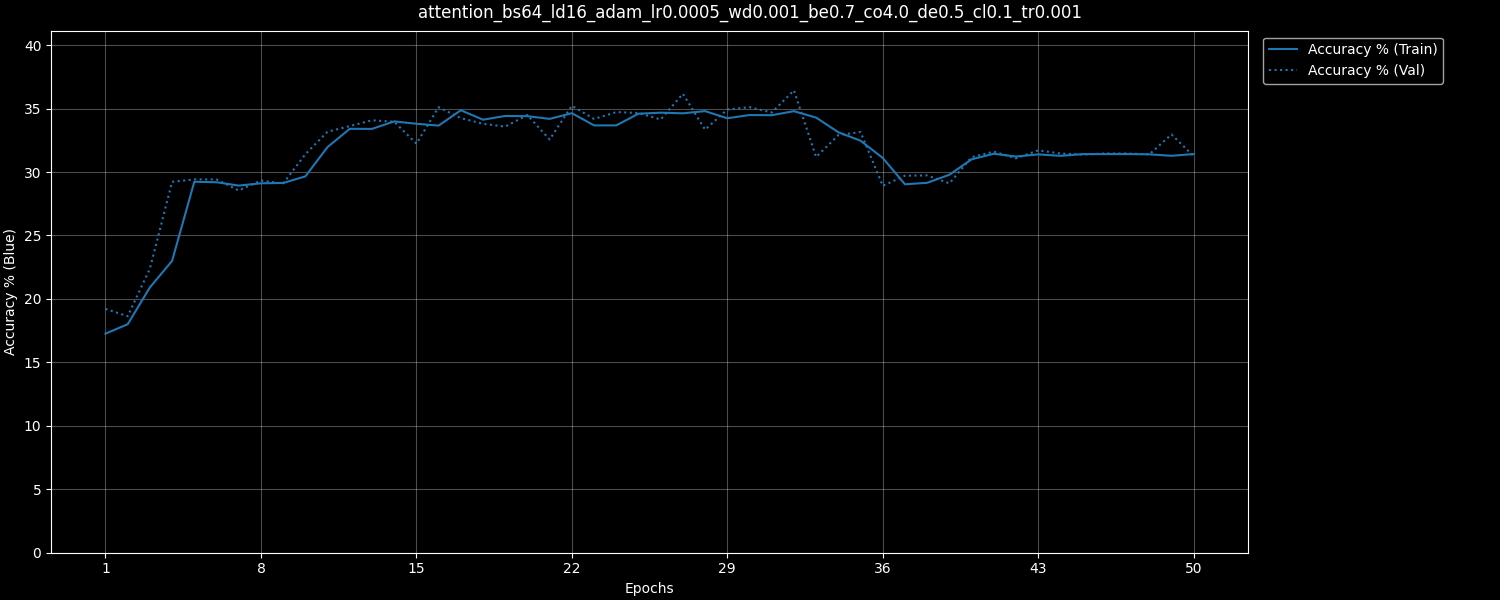 attention_bs64_ld16_adam_lr0.0005_wd0.001_be0.7_co4.0_de0.5_cl0.1_tr0.001
Accuracy % (Train)
Accuracy % (Val)
Accuracy % (Blue)
40
35
30
25
20
15
10
5
0
1 8 15 22 29 36 43 50
Epochs